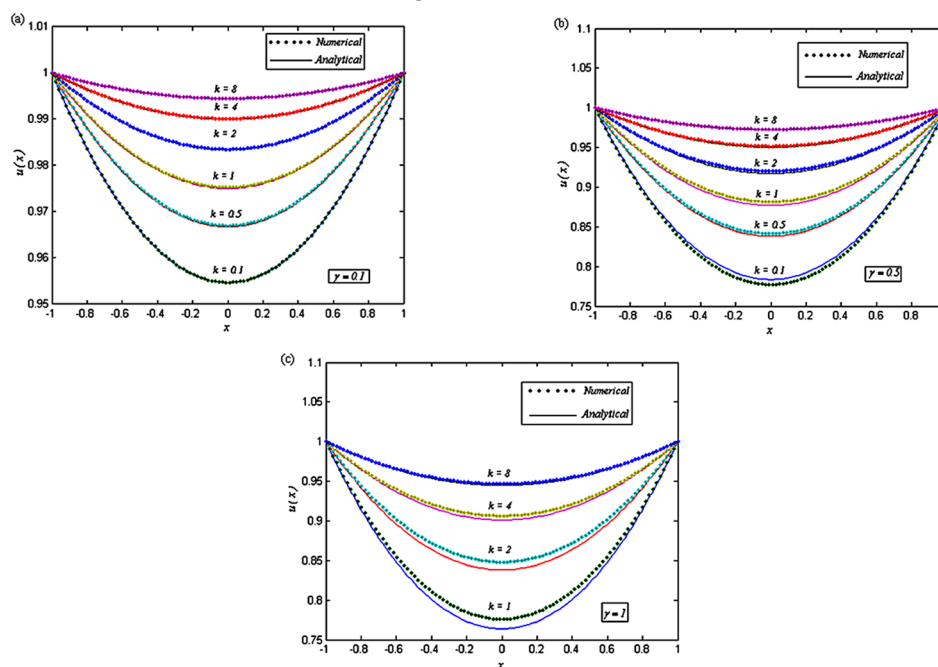 (a)
1.01
1
0.99
0.98
0.97
0.96
0.95
u(x)
Numerical
Analytical
k = 8
k = 4
k = 2
k = 1
k = 0.5
k = 0.1
γ = 0.1
-1 -0.8 -0.6 -0.4 -0.2 0 0.2 0.4 0.6 0.8 1
x
(b)
1.1
1.05
1
0.95
0.9
0.85
0.8
0.75
u(x)
Numerical
Analytical
k = 8
k = 4
k = 2
k = 1
k = 0.5
k = 0.1
γ = 0.5
-1 -0.8 -0.6 -0.4 -0.2 0 0.2 0.4 0.6 0.8
x
(c)
1.1
1.05
1
0.95
0.9
0.85
0.8
0.75
u(x)
Numerical
Analytical
k = 8
k = 4
k = 2
k = 1
γ = 1
-1 -0.8 -0.6 -0.4 -0.2 0 0.2 0.4 0.6 0.8 1
x